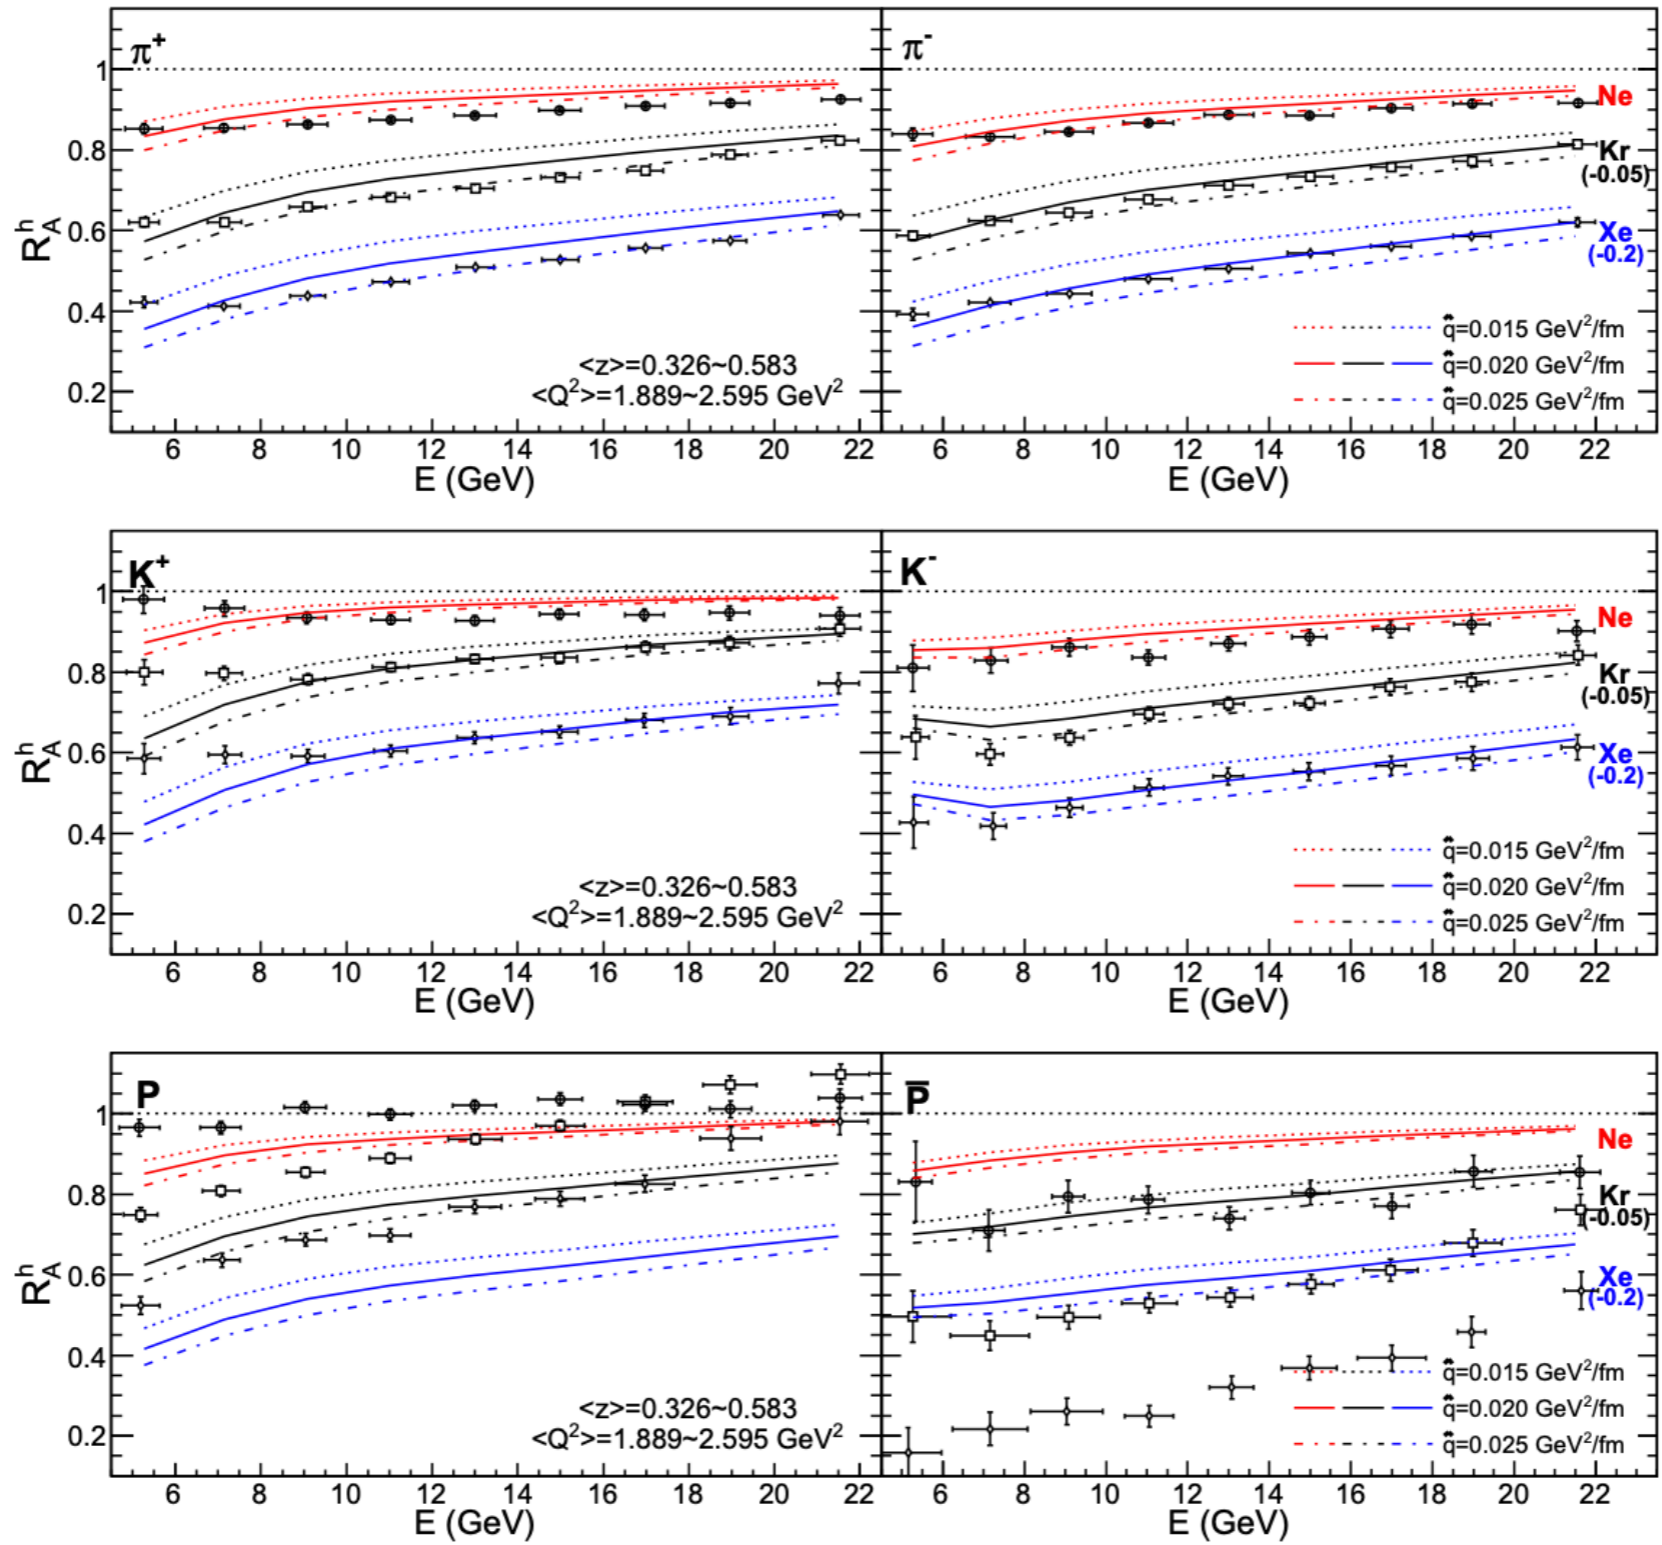 π+
π-
1
0.8
0.6
0.4
0.2
R_A^h
Ne
Kr
(-0.05)
Xe
(-0.2)
<z>=0.326~0.583
<Q²>=1.889~2.595 GeV²
q̂=0.015 GeV²/fm
q̂=0.020 GeV²/fm
q̂=0.025 GeV²/fm
6 8 10 12 14 16 18 20 22 6 8 10 12 14 16 18 20 22
E (GeV) E (GeV)
K+
K-
1
0.8
0.6
0.4
0.2
R_A^h
Ne
Kr
(-0.05)
Xe
(-0.2)
<z>=0.326~0.583
<Q²>=1.889~2.595 GeV²
q̂=0.015 GeV²/fm
q̂=0.020 GeV²/fm
q̂=0.025 GeV²/fm
6 8 10 12 14 16 18 20 22 6 8 10 12 14 16 18 20 22
E (GeV) E (GeV)
P
P̅
1
0.8
0.6
0.4
0.2
R_A^h
Ne
Kr
(-0.05)
Xe
(-0.2)
<z>=0.326~0.583
<Q²>=1.889~2.595 GeV²
q̂=0.015 GeV²/fm
q̂=0.020 GeV²/fm
q̂=0.025 GeV²/fm
6 8 10 12 14 16 18 20 22 6 8 10 12 14 16 18 20 22
E (GeV) E (GeV)